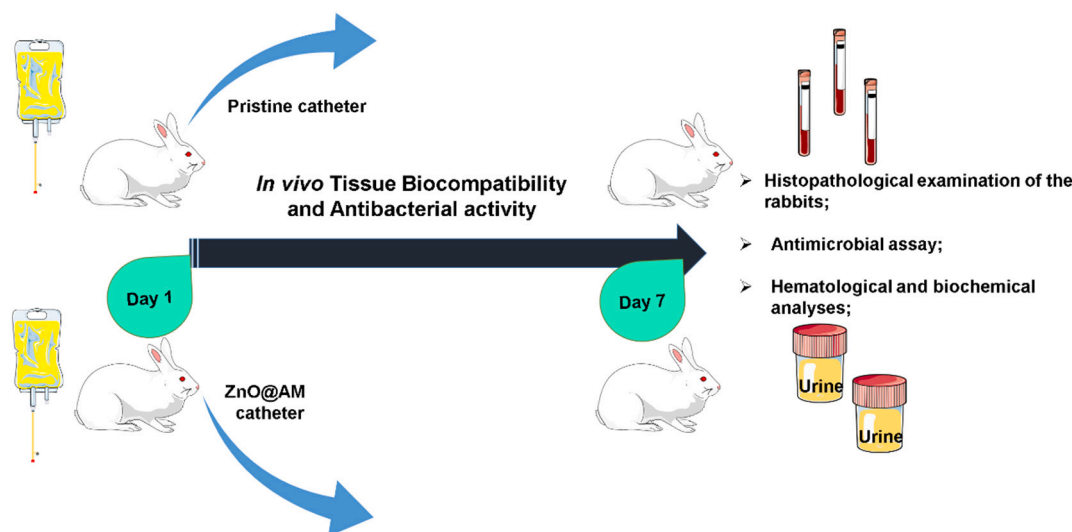 Pristine catheter
In vivo Tissue Biocompatibility
and Antibacterial activity
Day 1
Day 7
ZnO@AM
catheter
➢ Histopathological examination of the
rabbits;
➢ Antimicrobial assay;
➢ Hematological and biochemical
analyses;
Urine
Urine